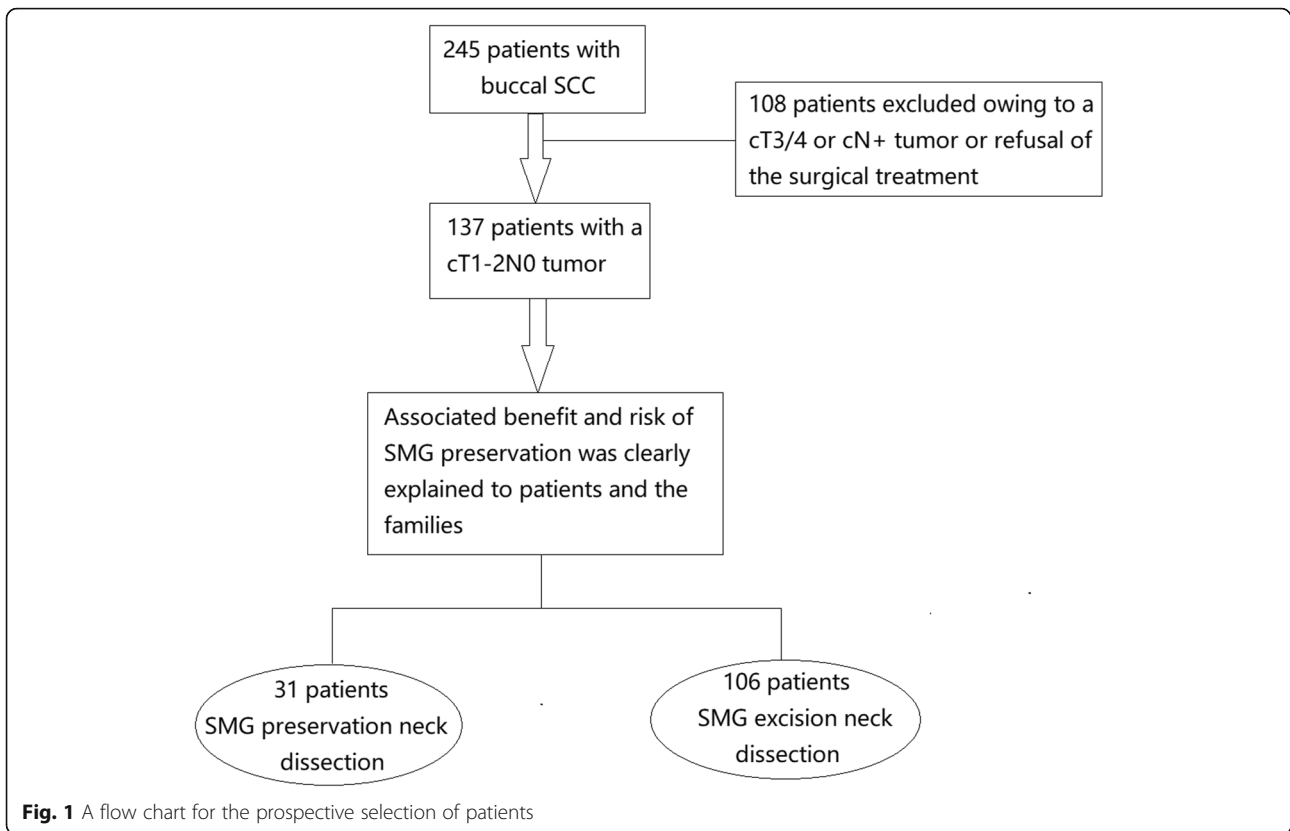 245 patients with
buccal SCC
108 patients excluded owing to a
cT3/4 or cN+ tumor or refusal of
the surgical treatment
137 patients with a
cT1-2N0 tumor
Associated benefit and risk of
SMG preservation was clearly
explained to patients and the
families
31 patients
SMG preservation neck
dissection
106 patients
SMG excision neck
dissection
Fig. 1 A flow chart for the prospective selection of patients